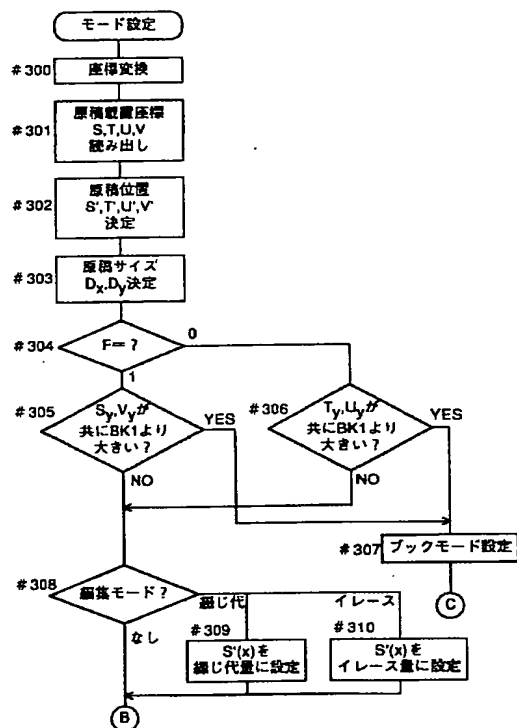 モード設定
#300
座標変換
#301
原稿載置座標
S,T,U,V
読み出し
#302
原稿位置
S',T',U',V'
決定
#303
原稿サイズ
Dx,Dy決定
#304
F=?
0
1
#305
Sy,Vyが
共にBK1より
大きい?
YES
NO
#306
Ty,Uyが
共にBK1より
大きい?
YES
NO
#307
ブックモード設定
C
#308
編集モード?
綴じ代
イレース
なし
#309
S'(x)を
綴じ代量に設定
#310
S'(x)を
イレース量に設定
B